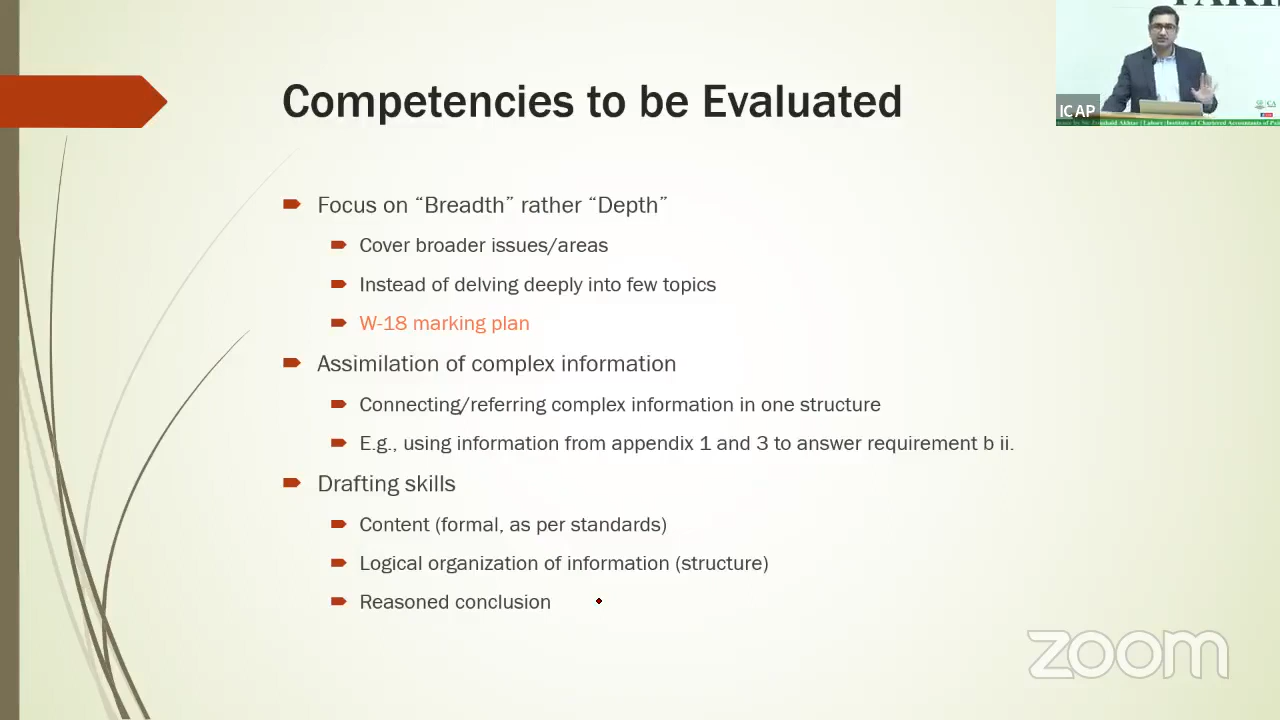 Competencies to be Evaluated
ICAP
Focus on “Breadth” rather “Depth”
Cover broader issues/areas
Instead of delving deeply into few topics
W-18 marking plan
Assimilation of complex information
Connecting/referring complex information in one structure
E.g., using information from appendix 1 and 3 to answer requirement b ii.
Drafting skills
Content (formal, as per standards)
Logical organization of information (structure)
Reasoned conclusion
zoom